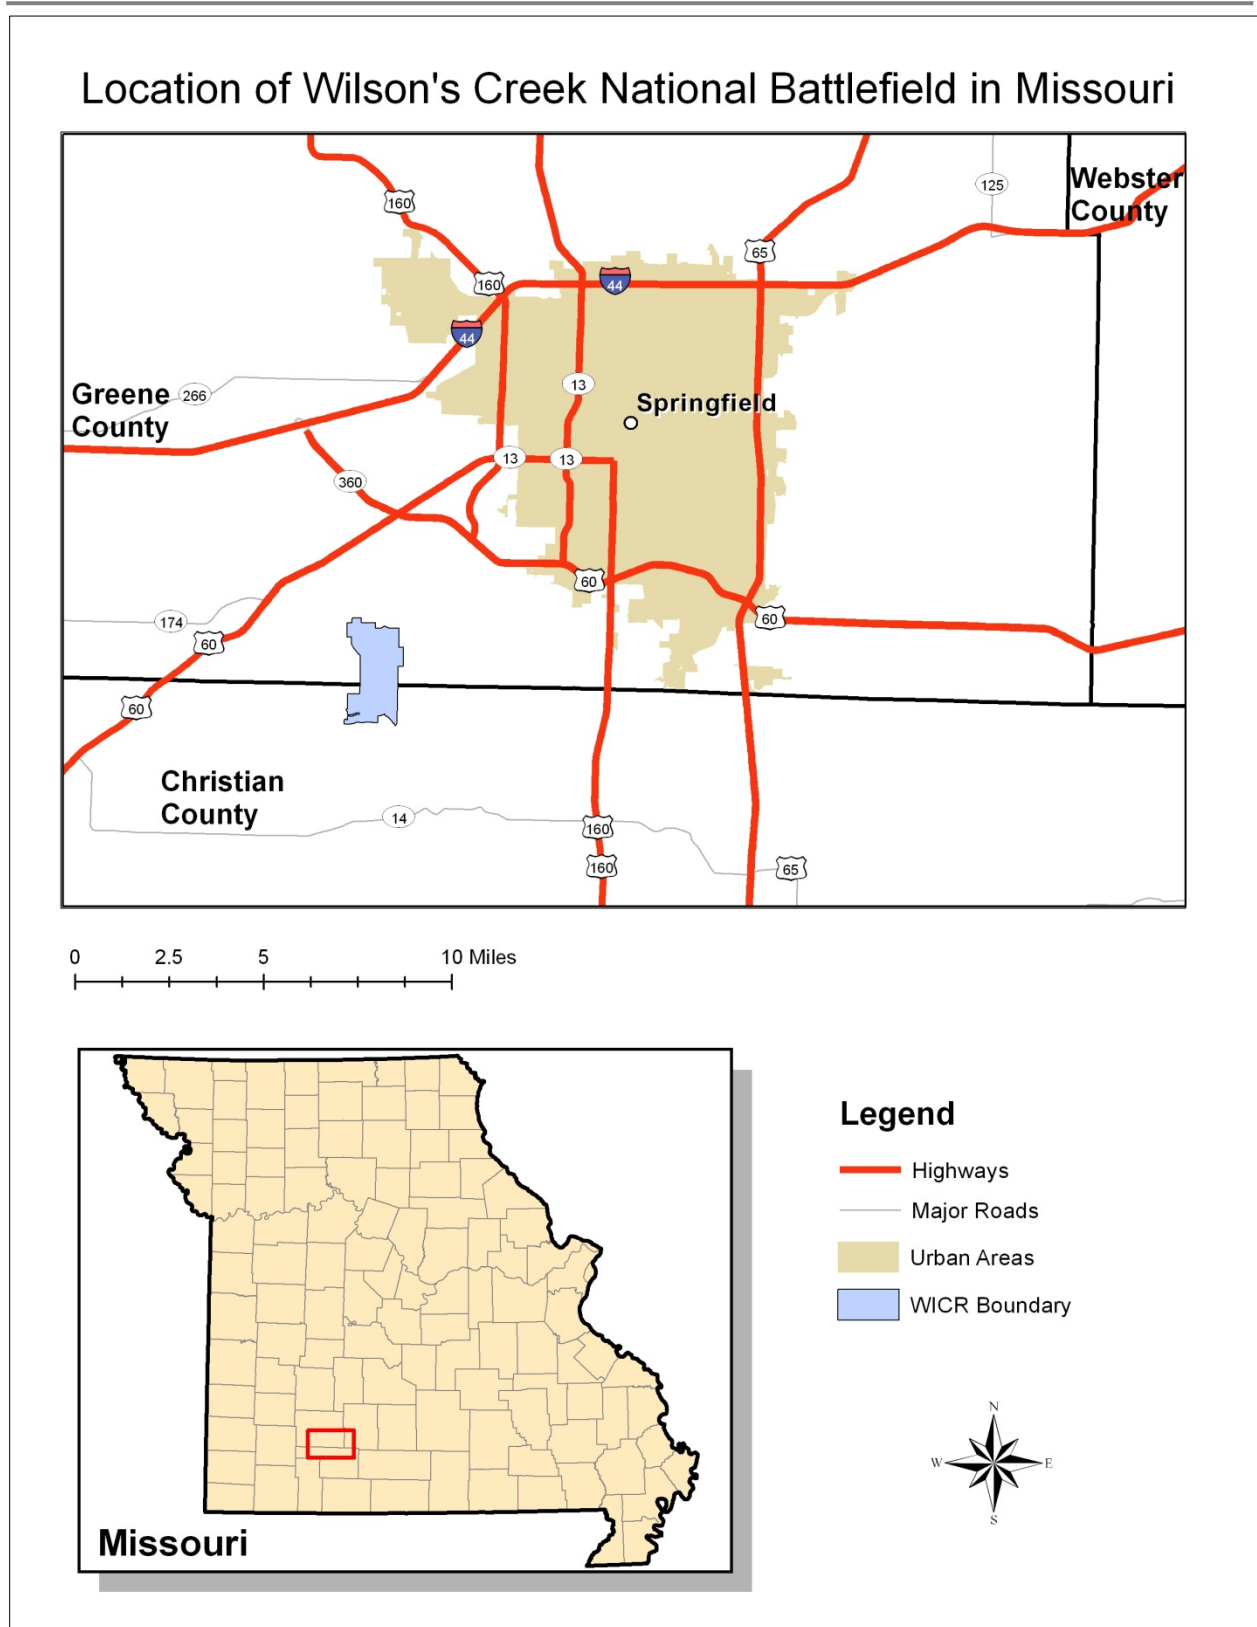 Location of Wilson's Creek National Battlefield in Missouri
125
Webster
County
160
65
160
44
44
Greene
County
266
13
Springfield
13
13
360
60
60
174
60
60
Christian
County
14
160
160
65
0 2.5 5 10 Miles
Legend
Highways
Major Roads
Urban Areas
WICR Boundary
N
W E
S
Missouri